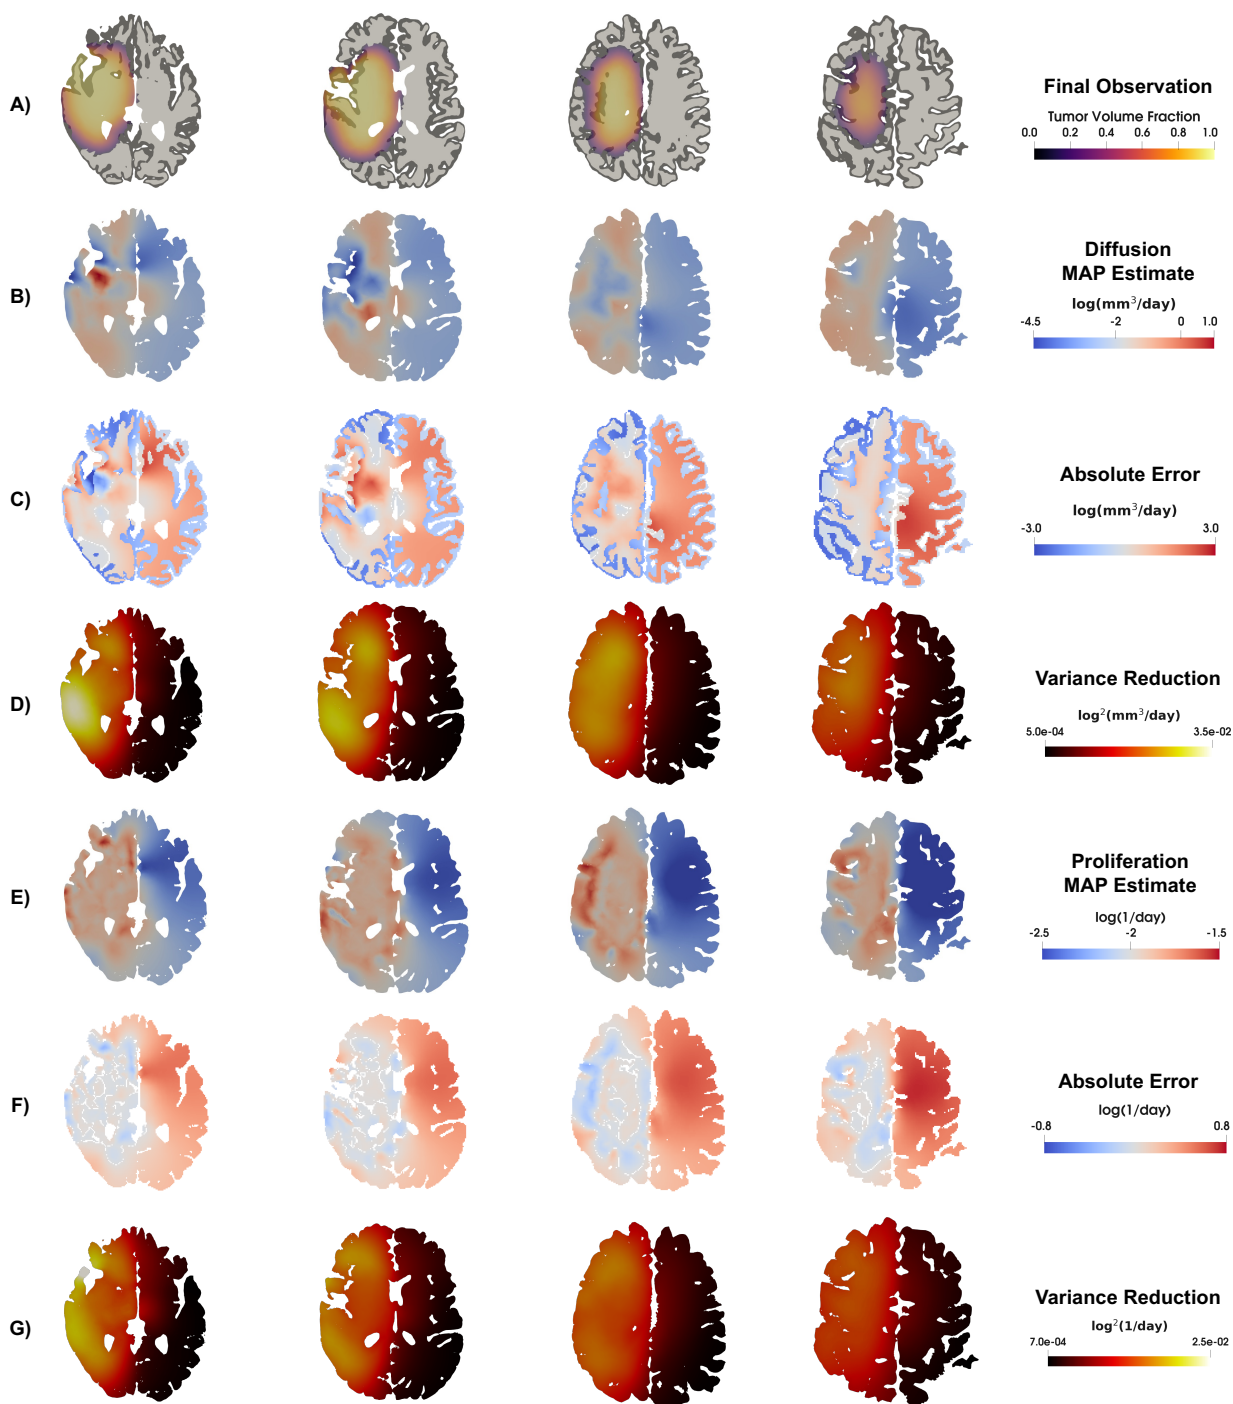 A)
Final Observation
Tumor Volume Fraction
0.0 0.2 0.4 0.6 0.8 1.0
B)
Diffusion
MAP Estimate
log(mm³/day)
-4.5 -2 0 1.0
C)
Absolute Error
log(mm³/day)
-3.0 3.0
D)
Variance Reduction
log²(mm³/day)
5.0e-04 3.5e-02
E)
Proliferation
MAP Estimate
log(1/day)
-2.5 -2 -1.5
F)
Absolute Error
log(1/day)
-0.8 0.8
G)
Variance Reduction
log²(1/day)
7.0e-04 2.5e-02